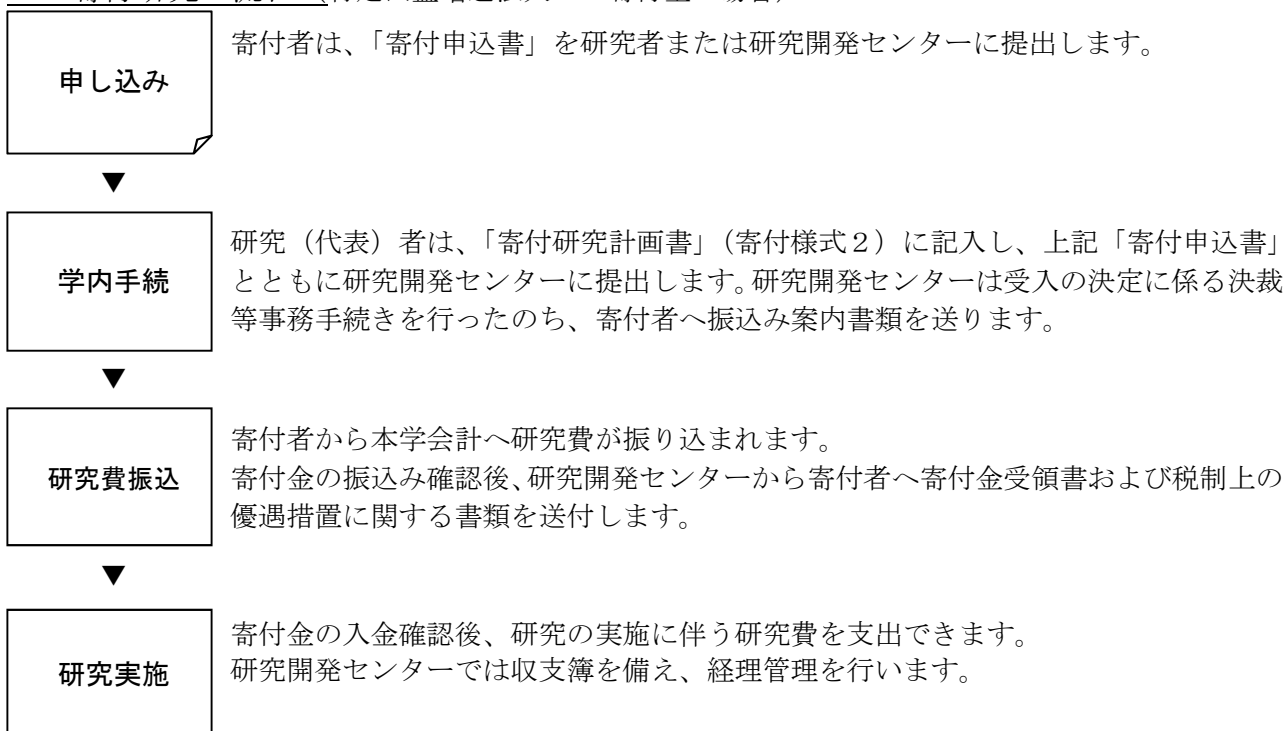 寄付者は、「寄付申込書」を研究者または研究開発センターに提出します。
申し込み
▼
研究（代表）者は、「寄付研究計画書」（寄付様式２）に記入し、上記「寄付申込書」
学内手続
とともに研究開発センターに提出します。研究開発センターは受入の決定に係る決裁
等事務手続きを行ったのち、寄付者へ振込み案内書類を送ります。
▼
寄付者から本学会計へ研究費が振り込まれます。
研究費振込
寄付金の振込み確認後、研究開発センターから寄付者へ寄付金受領書および税制上の
優遇措置に関する書類を送付します。
▼
寄付金の入金確認後、研究の実施に伴う研究費を支出できます。
研究実施
研究開発センターでは収支簿を備え、経理管理を行います。